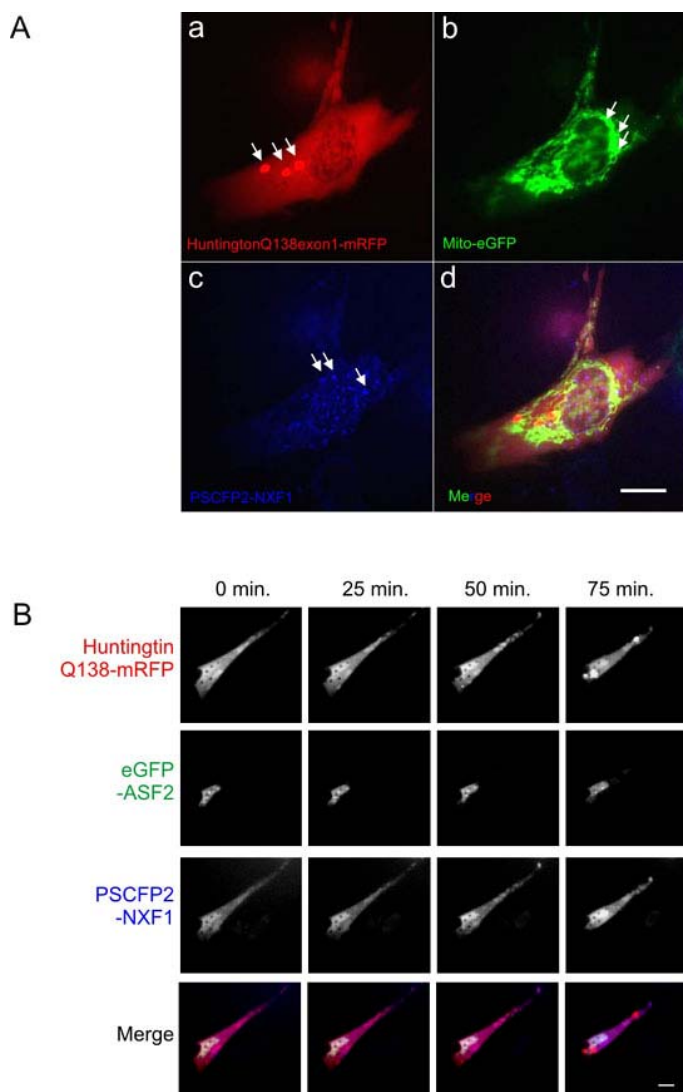 A
a
b
HuntingtonQ138exon1-mRFP
Mito-eGFP
c
d
PSCFP2-NXF1
Merge
B
0 min.
25 min.
50 min.
75 min.
Huntingtin
Q138-mRFP
eGFP
-ASF2
PSCFP2
-NXF1
Merge